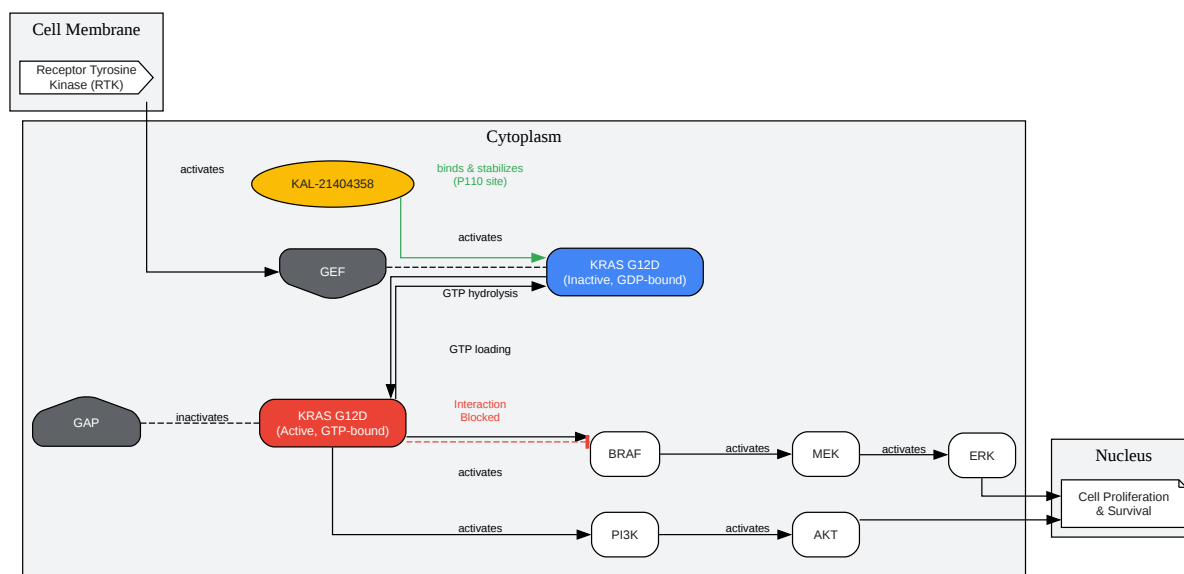 Cell Membrane
Receptor Tyrosine
Kinase (RTK)
Cytoplasm
activates
KAL-21404358
binds & stabilizes
(P110 site)
activates
GEF
KRAS G12D
(Inactive, GDP-bound)
GTP hydrolysis
GTP loading
GAP
inactivates
KRAS G12D
(Active, GTP-bound)
Interaction
Blocked
activates
BRAF
activates
MEK
activates
ERK
Nucleus
Cell Proliferation
& Survival
activates
PI3K
activates
AKT